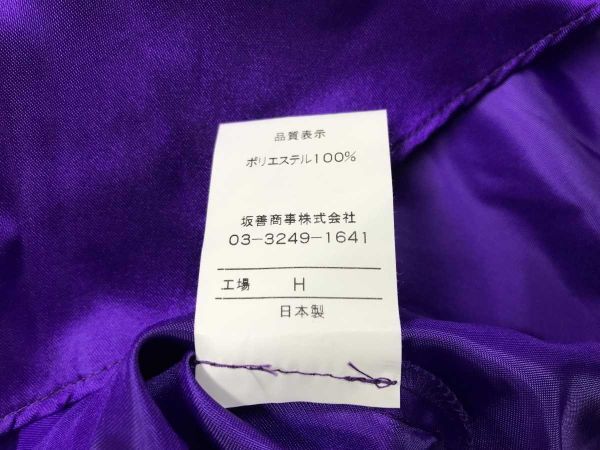 品質表示
ポリエステル100%
坂善商事株式会社
03-3249-1641
工場 H
日本製